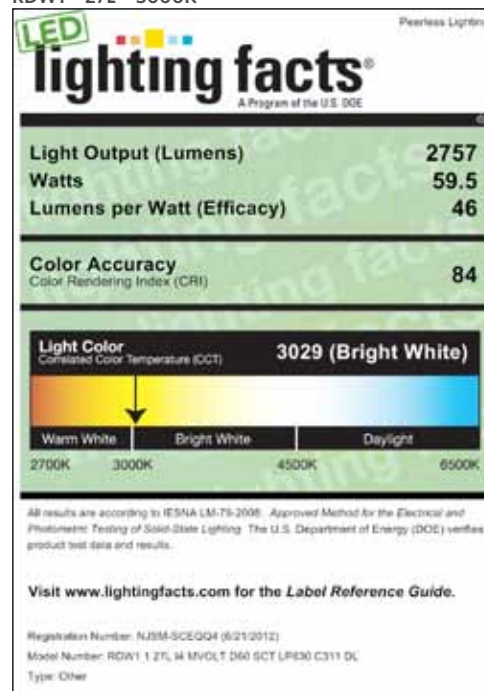 RDW1 - 27L - 3000K
Peerless Lighting
LED
lighting facts®
A Program of the U.S. DOE
Light Output (Lumens) 2757
Watts 59.5
Lumens per Watt (Efficacy) 46
Color Accuracy 84
Color Rendering Index (CRI)
Light Color 3029 (Bright White)
Correlated Color Temperature (CCT)
Warm White Bright White Daylight
2700K 3000K 4500K 6500K
All results are according to IESNA LM-79-2008: Approved Method for the Electrical and
Photometric Testing of Solid-State Lighting. The U.S. Department of Energy (DOE) verifies
product test data and results.
Visit www.lightingfacts.com for the Label Reference Guide.
Registration Number: NJSM-SCEQQ4 (6/21/2012)
Model Number: RDW1 1 27L I4 MVOLT D60 SCT LP830 C311 DL
Type: Other